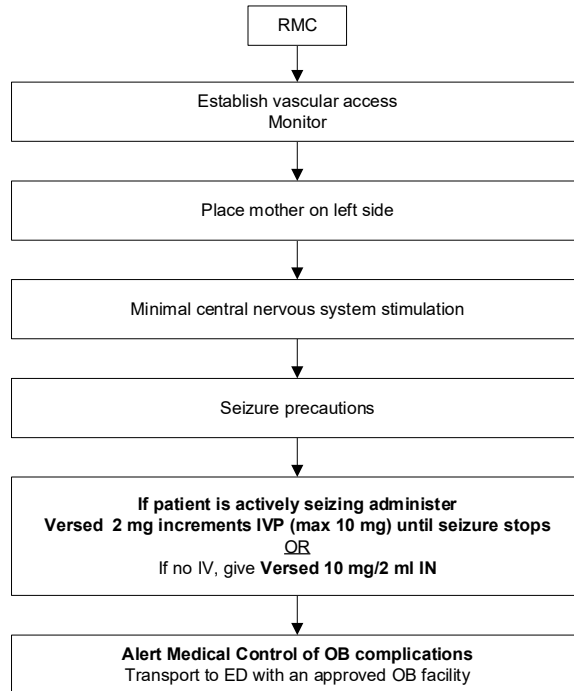 RMC
Establish vascular access
Monitor
Place mother on left side
Minimal central nervous system stimulation
Seizure precautions
If patient is actively seizing administer
Versed  2 mg increments IVP (max 10 mg) until seizure stops
OR
If no IV, give Versed 10 mg/2 ml IN
Alert Medical Control of OB complications
Transport to ED with an approved OB facility